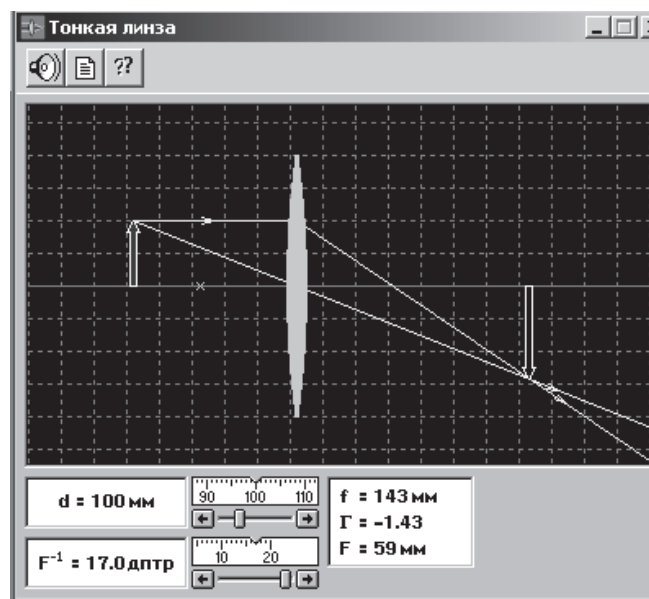 Тонкая линза
??
d = 100 мм
90 100 110
F⁻¹ = 17.0 дптр
10 20
f = 143 мм
Г = -1.43
F = 59 мм